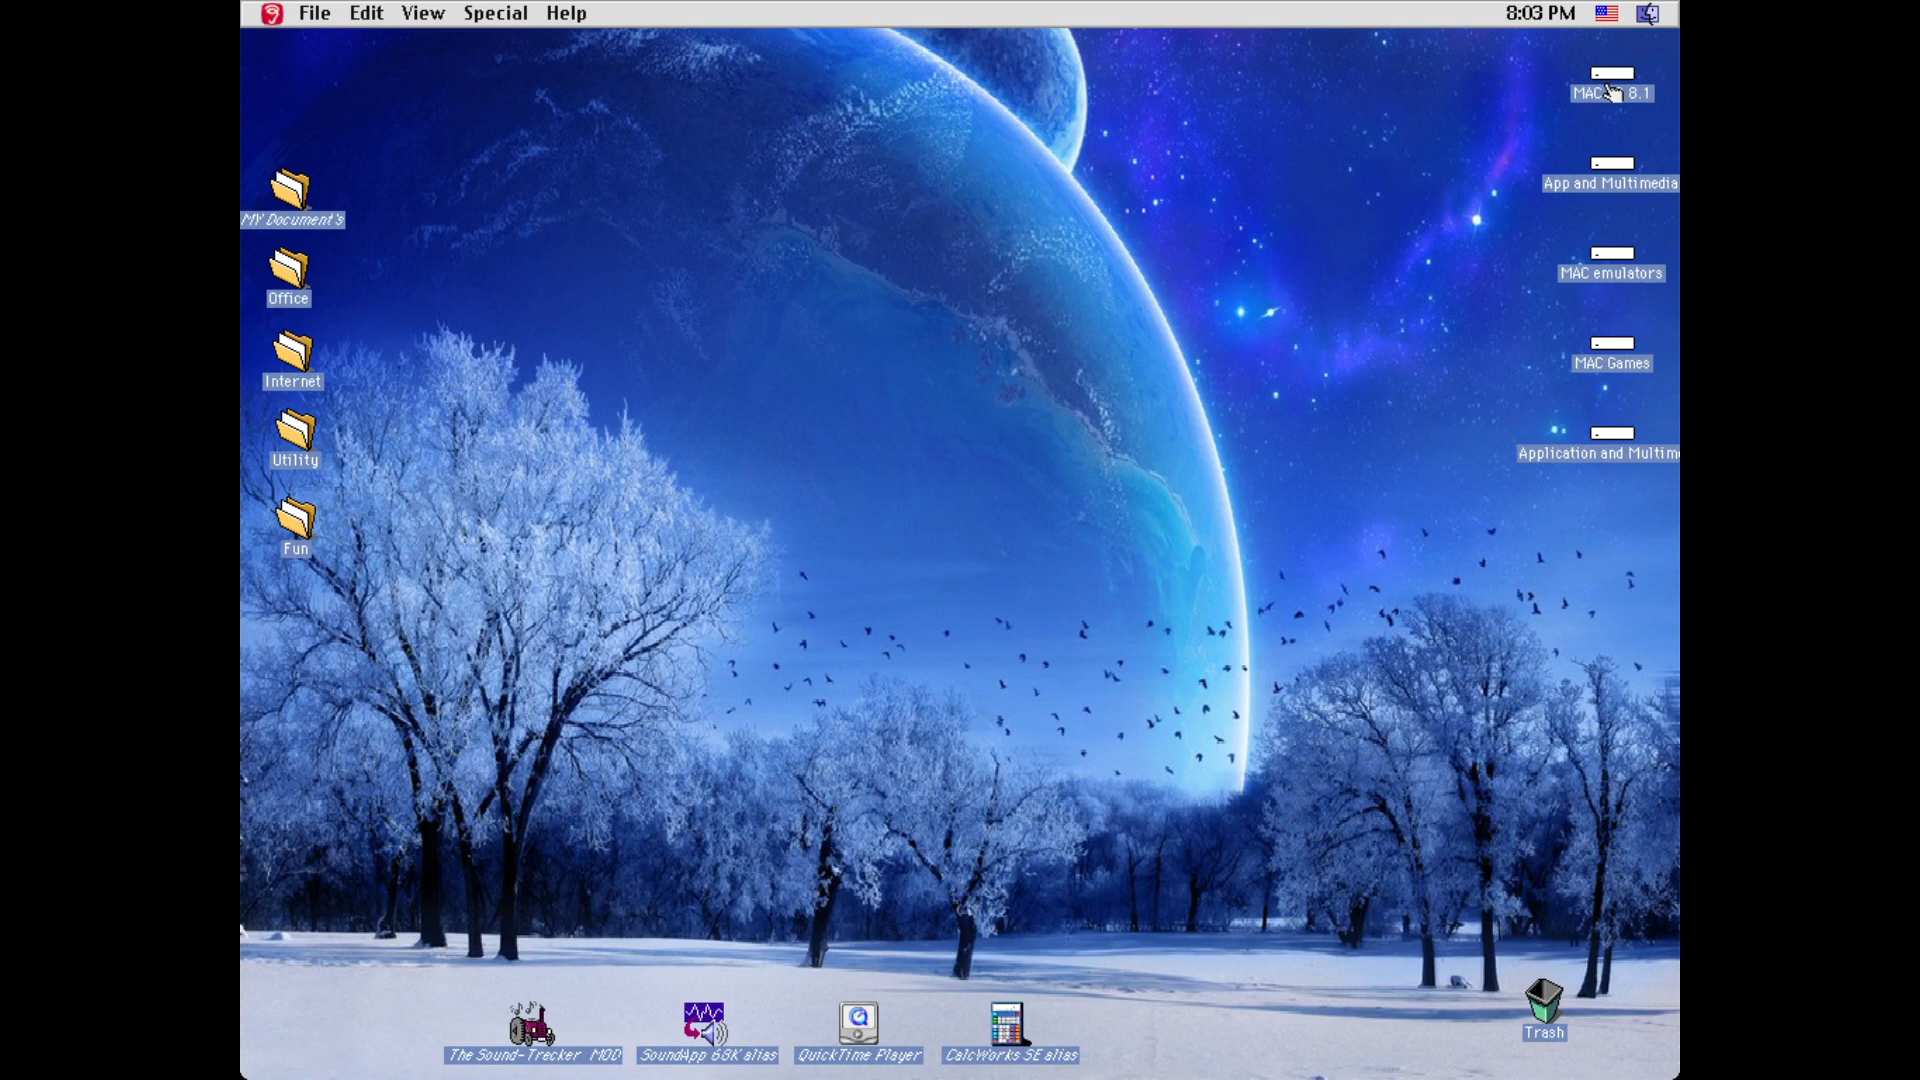 File Edit View Special Help 8:03 PM
MAC 8.1
App and Multimedia
MY Document's
MAC emulators
Office
MAC Games
Internet
Application and Multim
Utility
Fun
Trash
The Sound-Trecker MOD SoundApp 68K alias QuickTime Player CalcWorks SE alias